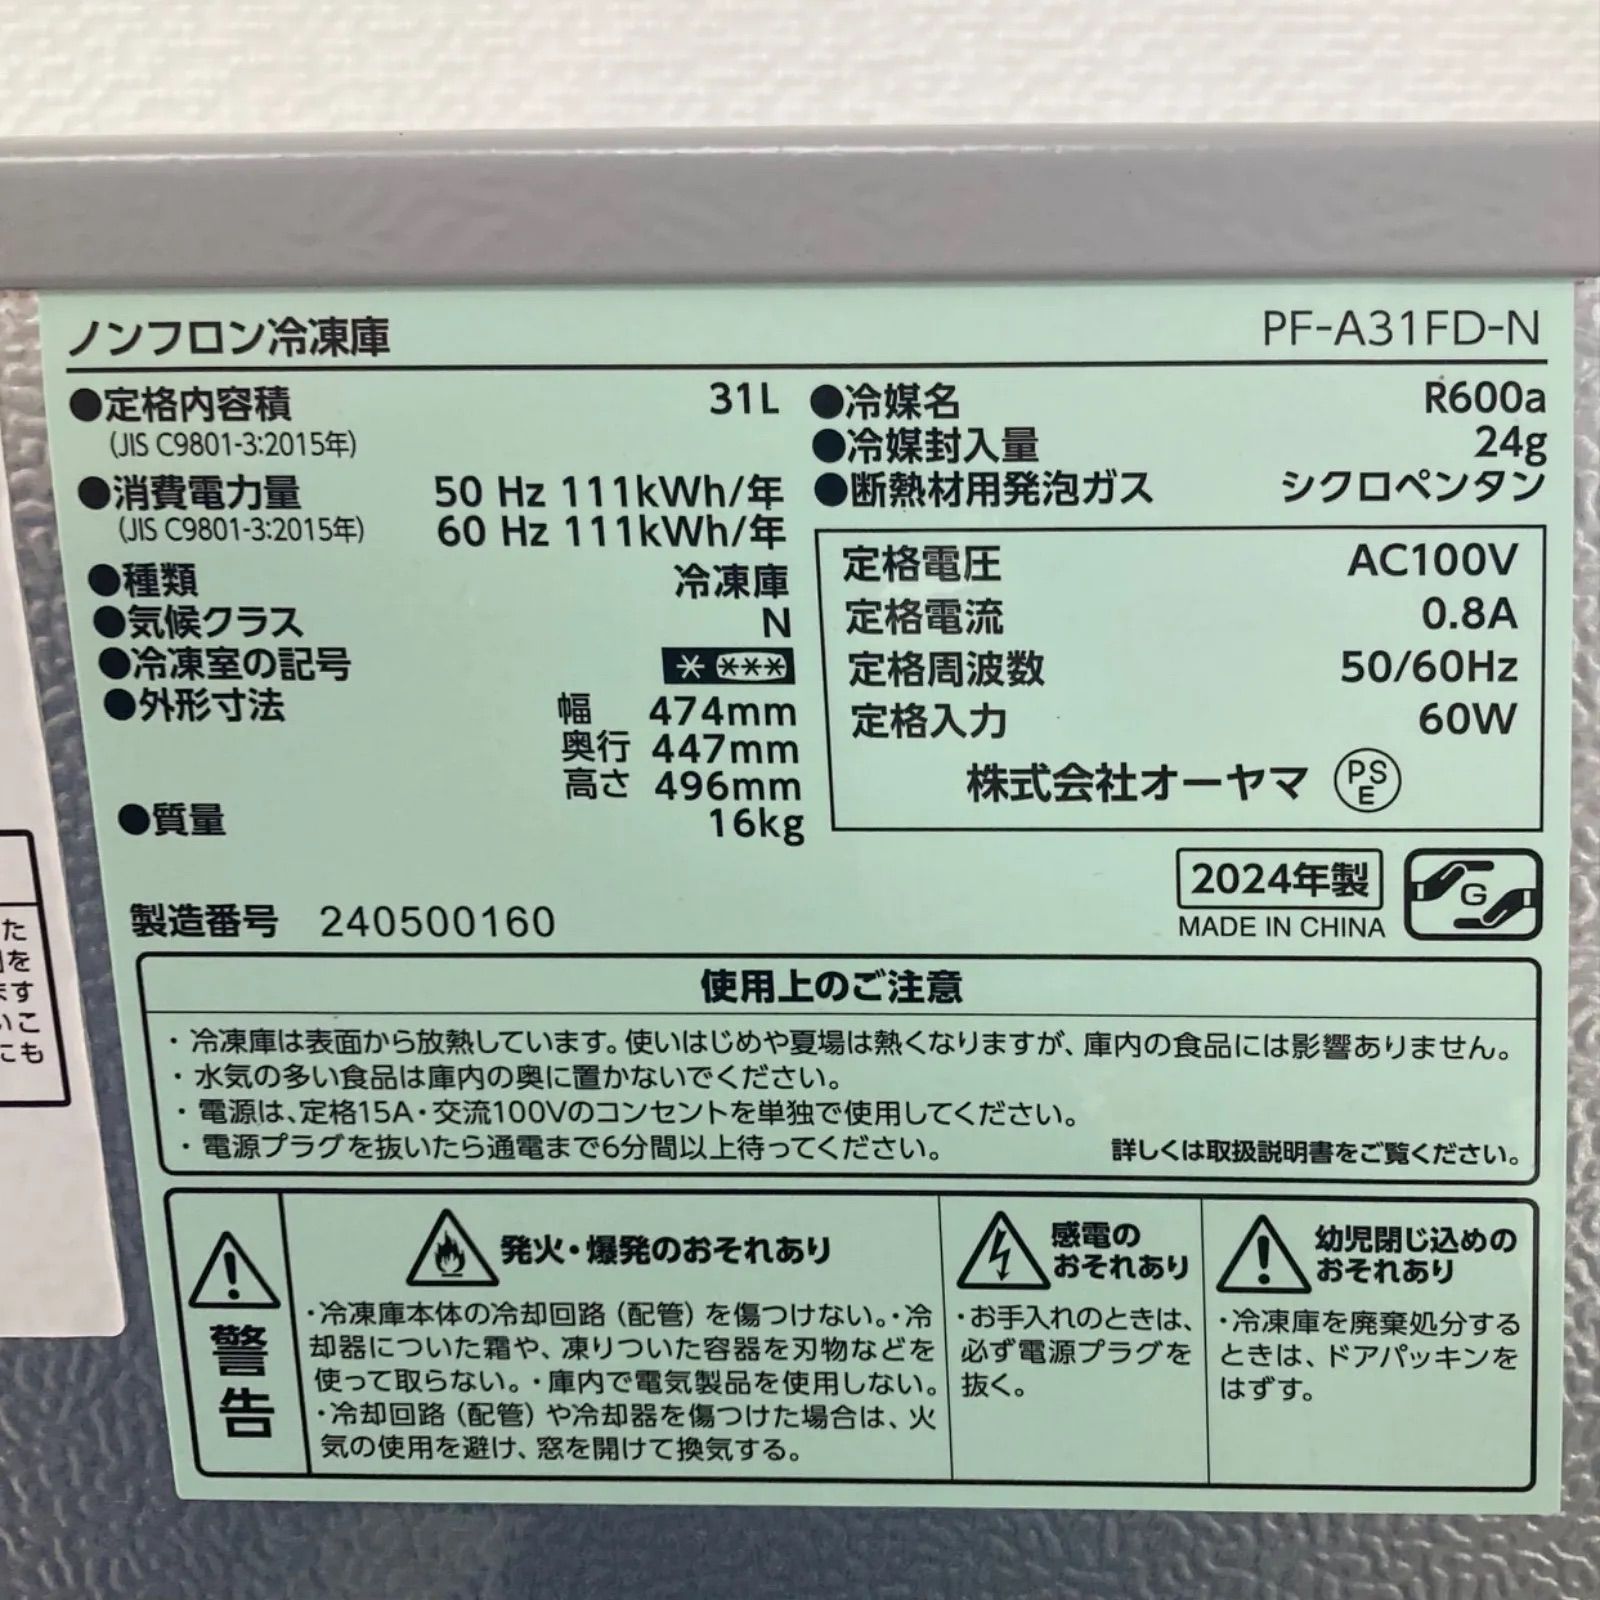 ノンフロン冷凍庫 PF-A31FD-N
●定格内容積 31L
(JIS C9801-3:2015年)
●消費電力量 50 Hz 111kWh/年
(JIS C9801-3:2015年) 60 Hz 111kWh/年
●種類 冷凍庫
●気候クラス N
●冷凍室の記号 * ***
●外形寸法 幅 474mm
奥行 447mm
高さ 496mm
●質量 16kg
●冷媒名 R600a
●冷媒封入量 24g
●断熱材用発泡ガス シクロペンタン
定格電圧 AC100V
定格電流 0.8A
定格周波数 50/60Hz
定格入力 60W
株式会社オーヤマ PSE
製造番号 240500160
2024年製
MADE IN CHINA
G
使用上のご注意
・冷凍庫は表面から放熱しています。使いはじめや夏場は熱くなりますが、庫内の食品には影響ありません。
・水気の多い食品は庫内の奥に置かないでください。
・電源は、定格15A・交流100Vのコンセントを単独で使用してください。
・電源プラグを抜いたら通電まで6分間以上待ってください。 詳しくは取扱説明書をご覧ください。
警告
発火・爆発のおそれあり
・冷凍庫本体の冷却回路（配管）を傷つけない。・冷
却器についた霜や、凍りついた容器を刃物などを
使って取らない。・庫内で電気製品を使用しない。
・冷却回路（配管）や冷却器を傷つけた場合は、火
気の使用を避け、窓を開けて換気する。
感電の
おそれあり
・お手入れのときは、
必ず電源プラグを
抜く。
幼児閉じ込めの
おそれあり
・冷凍庫を廃棄処分する
ときは、ドアパッキンを
はずす。
た
を
ます
いこ
にも